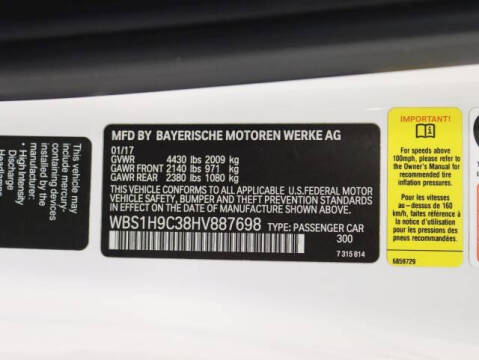 This vehicle may
include mercury-
containing devices
installed by the
manufacturer:
• High Intensity
Discharge
Headlamps
MFD BY BAYERISCHE MOTOREN WERKE AG
01/17
GVWR 4430 lbs 2009 kg
GAWR FRONT 2140 lbs 971 kg
GAWR REAR 2380 lbs 1080 kg
THIS VEHICLE CONFORMS TO ALL APPLICABLE U.S.FEDERAL MOTOR
VEHICLE SAFETY, BUMPER AND THEFT PREVENTION STANDARDS
IN EFFECT ON THE DATE OF MANUFACTURE SHOWN ABOVE.
WBS1H9C38HV887698 TYPE: PASSENGER CAR
300
7 315 814
IMPORTANT!
For speeds above
100mph, please refer
to the Owner's Manual
for required tire
pressures.
Pour les vitesses
au-dessus de 160
km/h, faites référence
à la notice d'utilisation
pour les pressions des
pneus recommandées.
6859729